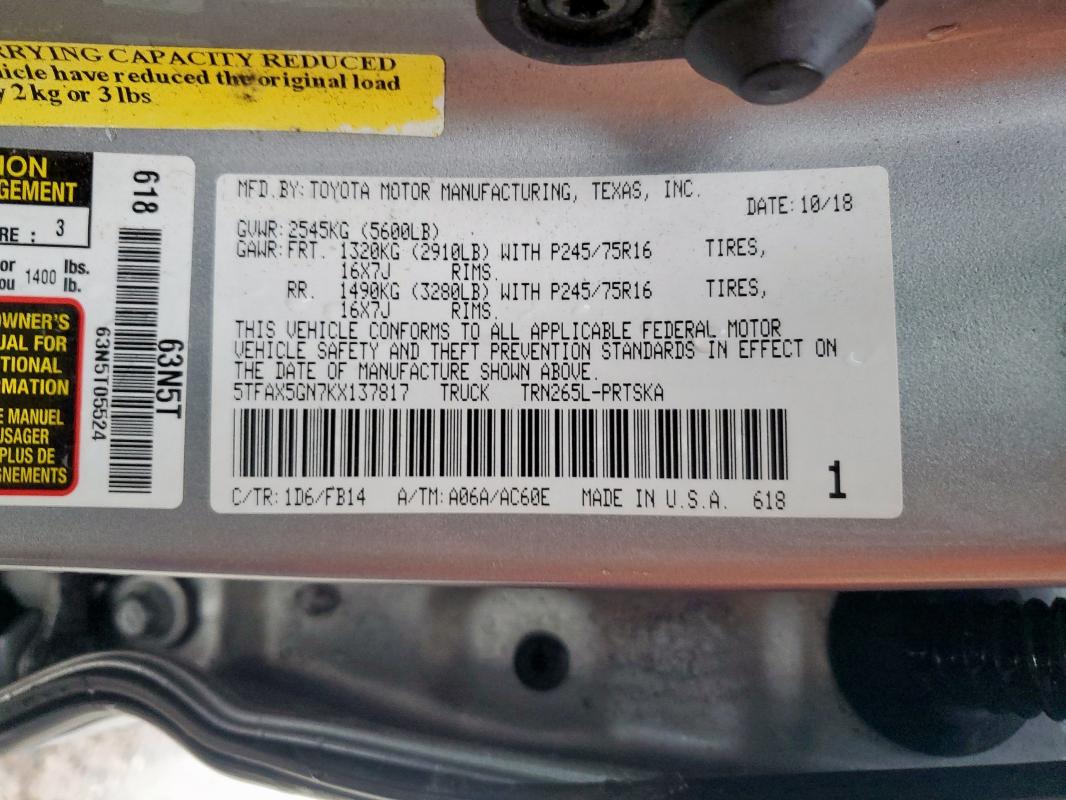 RRYING CAPACITY REDUCED
hicle have reduced the original load
y 2 kg or 3 lbs
ION
GEMENT
RE : 3
or
ou 1400 lbs.
lb.
OWNER'S
UAL FOR
TIONAL
RMATION
E MANUEL
USAGER
PLUS DE
GNEMENTS
618
63N5T
63N5T05524
MFD.BY: TOYOTA MOTOR MANUFACTURING, TEXAS, INC.
DATE: 10/18
GVWR: 2545KG (5600LB)
GAWR: FRT. 1320KG (2910LB) WITH P245/75R16 TIRES,
16X7J RIMS.
RR. 1490KG (3280LB) WITH P245/75R16 TIRES,
16X7J RIMS.
THIS VEHICLE CONFORMS TO ALL APPLICABLE FEDERAL MOTOR
VEHICLE SAFETY AND THEFT PREVENTION STANDARDS IN EFFECT ON
THE DATE OF MANUFACTURE SHOWN ABOVE.
5TFAX5GN7KX137817 TRUCK TRN265L-PRTSKA
C/TR: 1D6/FB14 A/TM: A06A/AC60E MADE IN U.S.A. 618
1